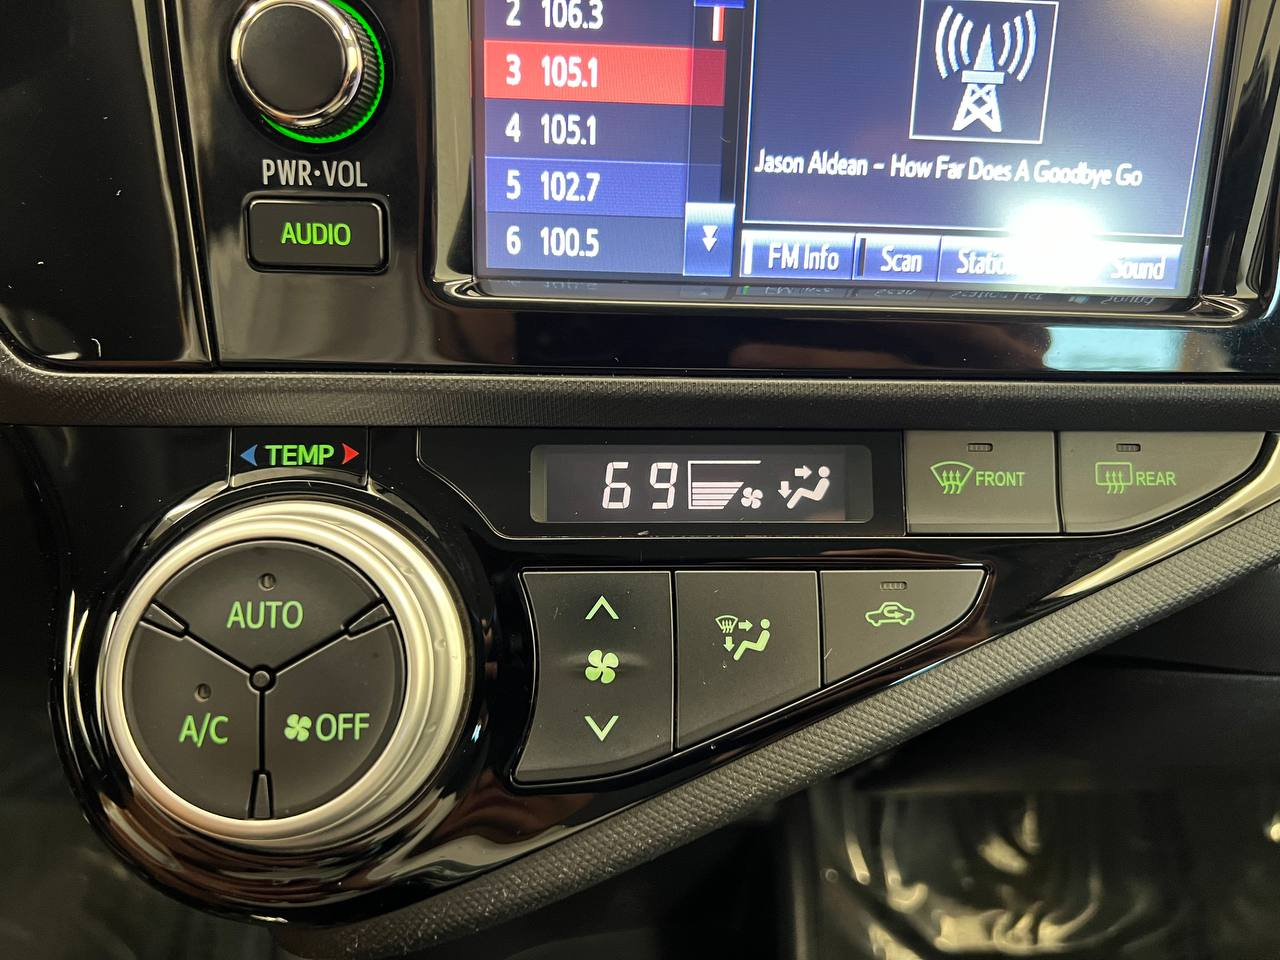 2 106.3
3 105.1
4 105.1
5 102.7
6 100.5
Jason Aldean - How Far Does A Goodbye Go
FM Info
Scan
Sound
PWR•VOL
AUDIO
TEMP
69
FRONT
REAR
AUTO
A/C
OFF